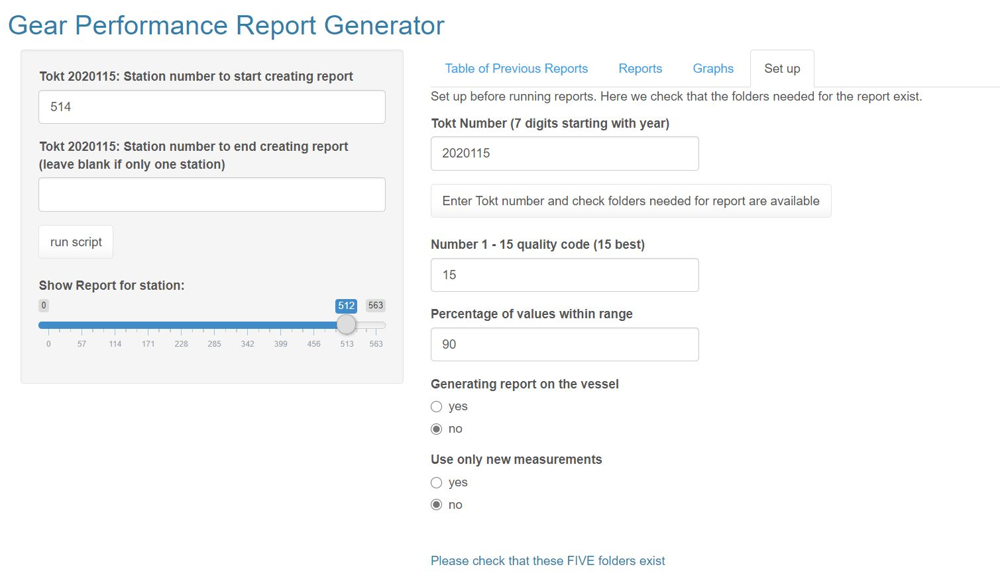 Gear Performance Report Generator
Tokt 2020115: Station number to start creating report
514
Tokt 2020115: Station number to end creating report
(leave blank if only one station)
run script
Show Report for station:
0 512 563
0 57 114 171 228 285 342 399 456 513 563
Table of Previous Reports Reports Graphs Set up
Set up before running reports. Here we check that the folders needed for the report exist.
Tokt Number (7 digits starting with year)
2020115
Enter Tokt number and check folders needed for report are available
Number 1 - 15 quality code (15 best)
15
Percentage of values within range
90
Generating report on the vessel
yes
no
Use only new measurements
yes
no
Please check that these FIVE folders exist